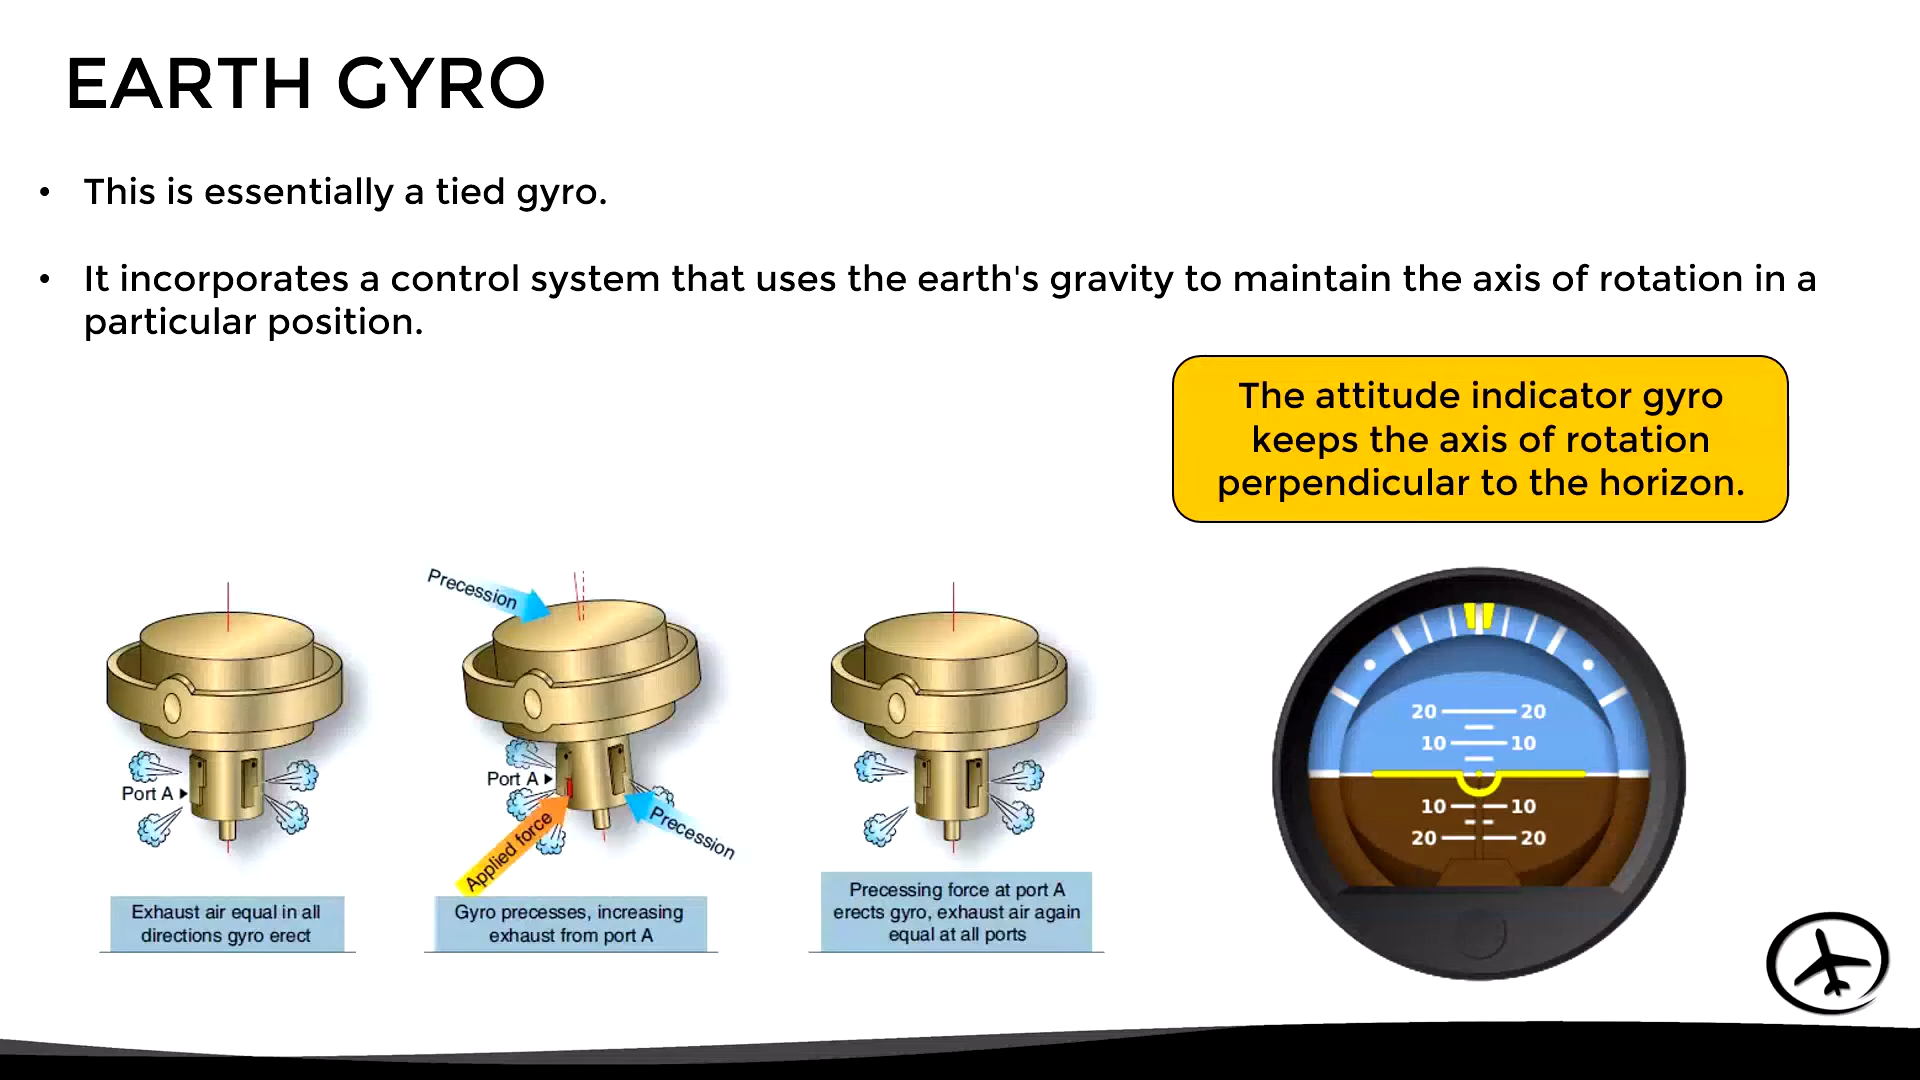 EARTH GYRO
• This is essentially a tied gyro.
• It incorporates a control system that uses the earth's gravity to maintain the axis of rotation in a
particular position.
The attitude indicator gyro
keeps the axis of rotation
perpendicular to the horizon.
Port A
Exhaust air equal in all
directions gyro erect
Precession
Port A
Applied force
Precession
Gyro precesses, increasing
exhaust from port A
Precessing force at port A
erects gyro, exhaust air again
equal at all ports
20 20
10 10
10 10
20 20